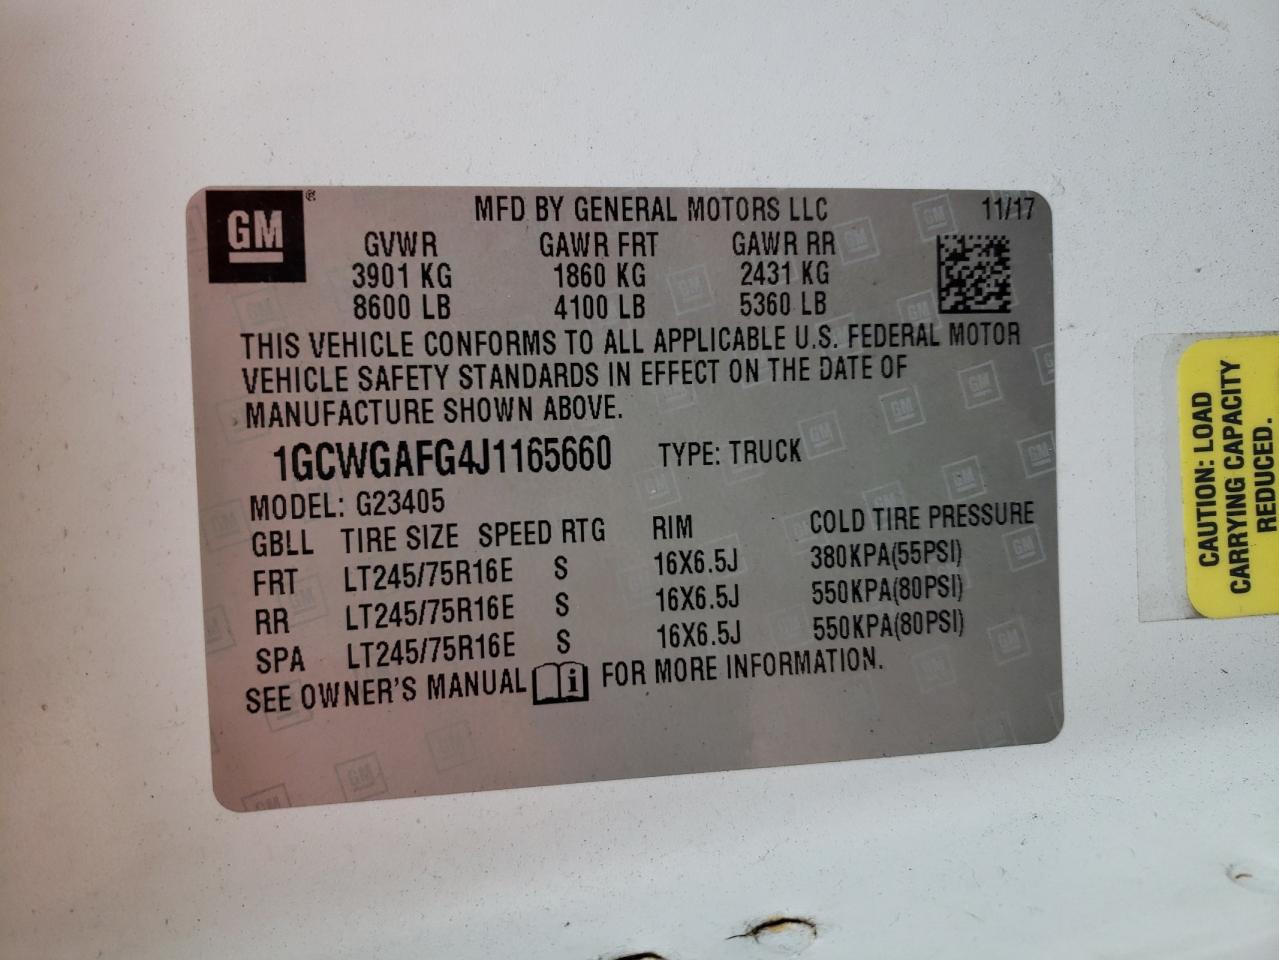 GM®
MFD BY GENERAL MOTORS LLC 11/17
GVWR GAWR FRT GAWR RR
3901 KG 1860 KG 2431 KG
8600 LB 4100 LB 5360 LB
THIS VEHICLE CONFORMS TO ALL APPLICABLE U.S. FEDERAL MOTOR
VEHICLE SAFETY STANDARDS IN EFFECT ON THE DATE OF
MANUFACTURE SHOWN ABOVE.
1GCWGAFG4J1165660 TYPE: TRUCK
MODEL: G23405
GBLL TIRE SIZE SPEED RTG RIM COLD TIRE PRESSURE
FRT LT245/75R16E S 16X6.5J 380KPA(55PSI)
RR LT245/75R16E S 16X6.5J 550KPA(80PSI)
SPA LT245/75R16E S 16X6.5J 550KPA(80PSI)
SEE OWNER'S MANUAL i FOR MORE INFORMATION.
CAUTION: LOAD
CARRYING CAPACITY
REDUCED.